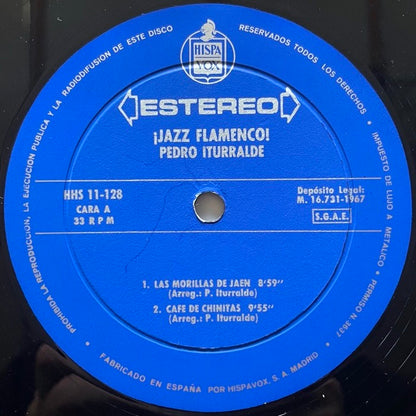 HISPA
VOX
ESTEREO
¡JAZZ FLAMENCO!
PEDRO ITURRALDE
HHS 11-128
CARA A
33 R P M
Depósito Legal:
M. 16.731-1967
S.G.A.E.
1. LAS MORILLAS DE JAEN 8'59"
(Arreg.: P. Iturralde)
2. CAFE DE CHINITAS 9'55"
(Arreg.: P. Iturralde)
PROHIBIDA LA REPRODUCCION, LA EJECUCION PUBLICA Y LA RADIODIFUSION DE ESTE DISCO
RESERVADOS TODOS LOS DERECHOS • IMPUESTO DE LUJO A METALICO • PERMISO N.º 3637
FABRICADO EN ESPAÑA POR HISPAVOX, S. A. MADRID